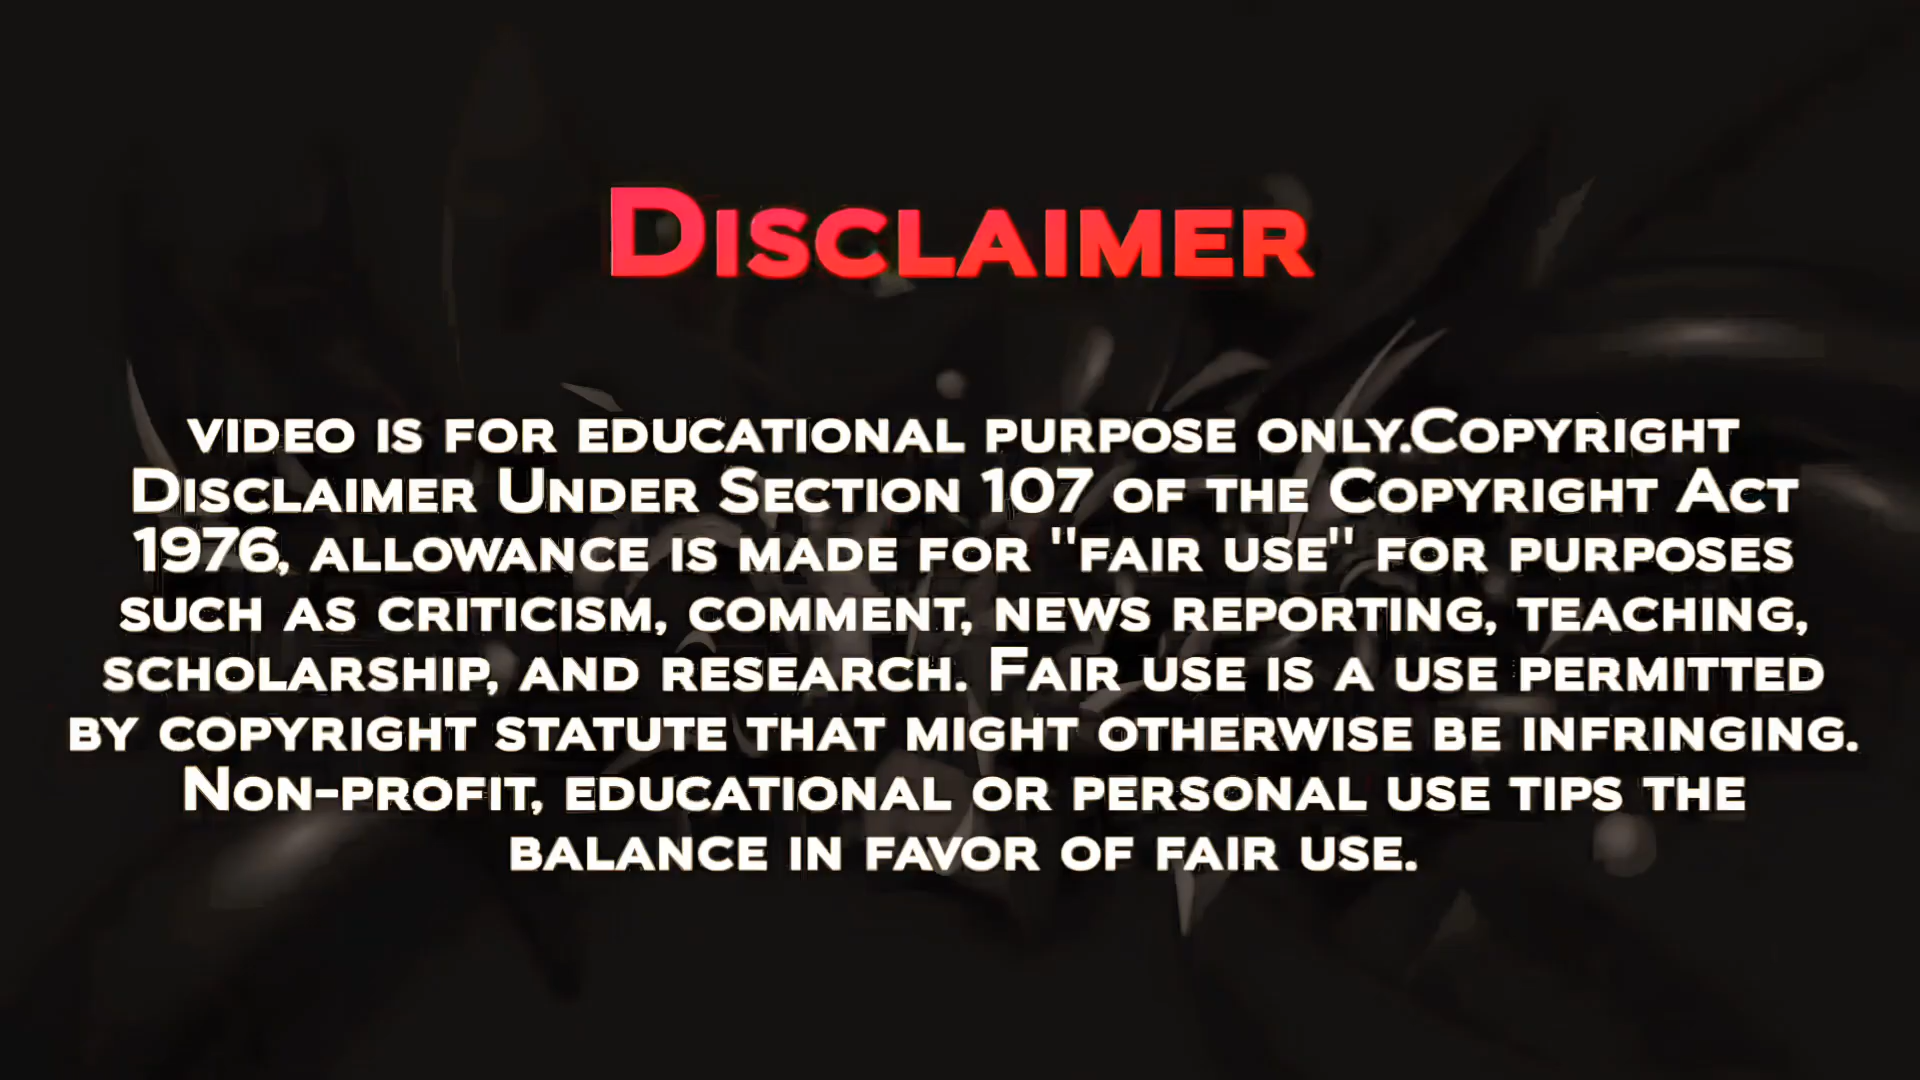 Disclaimer
video is for educational purpose only.Copyright
Disclaimer Under Section 107 of the Copyright Act
1976, allowance is made for "fair use" for purposes
such as criticism, comment, news reporting, teaching,
scholarship, and research. Fair use is a use permitted
by copyright statute that might otherwise be infringing.
Non-profit, educational or personal use tips the
balance in favor of fair use.